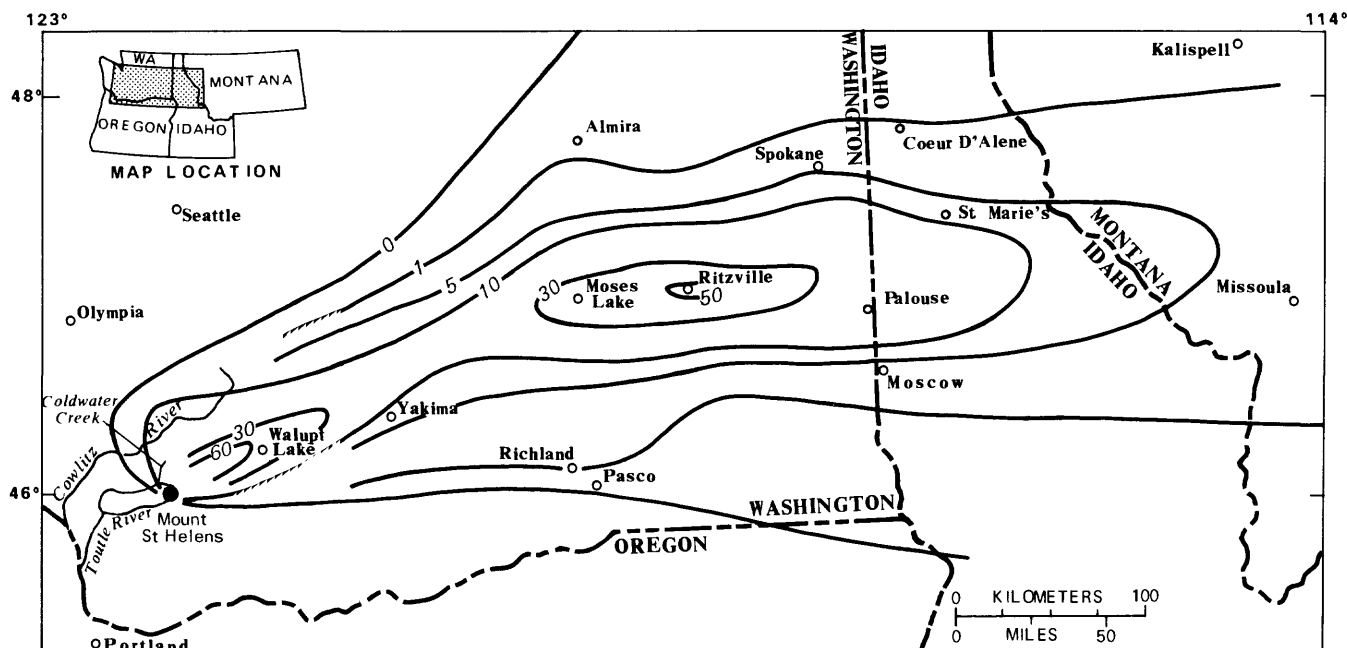 123°
114°
WA
MONTANA
OREGON
IDAHO
MAP LOCATION
48°
Kalispell
WASHINGTON
IDAHO
Almira
Spokane
Coeur D'Alene
Seattle
St Marie's
MONTANA
IDAHO
0
1
5
10
30
Moses
Lake
Ritzville
50
Palouse
Missoula
Olympia
Moscow
Coldwater
Creek
Cowlitz
River
30
60
Walupt
Lake
Yakima
Richland
Pasco
46°
Toutle River
Mount
St Helens
WASHINGTON
OREGON
0 KILOMETERS 100
0 MILES 50
Portland